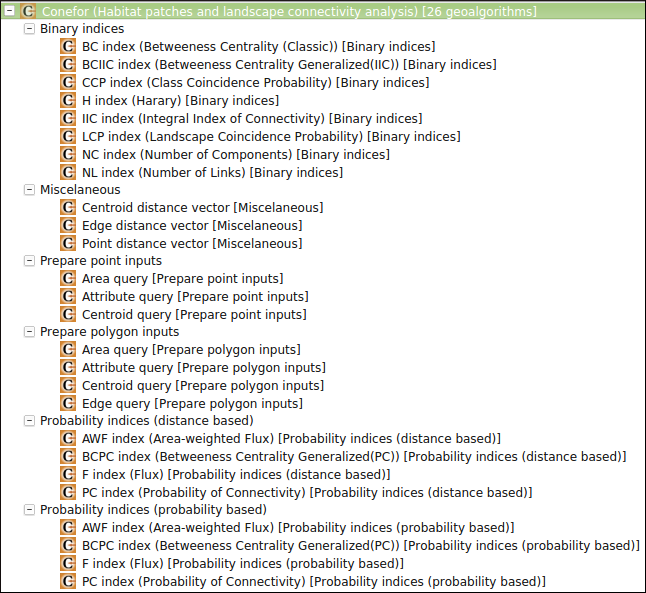 Conefor (Habitat patches and landscape connectivity analysis) [26 geoalgorithms]
Binary indices
BC index (Betweeness Centrality (Classic)) [Binary indices]
BCIIC index (Betweeness Centrality Generalized(IIC)) [Binary indices]
CCP index (Class Coincidence Probability) [Binary indices]
H index (Harary) [Binary indices]
IIC index (Integral Index of Connectivity) [Binary indices]
LCP index (Landscape Coincidence Probability) [Binary indices]
NC index (Number of Components) [Binary indices]
NL index (Number of Links) [Binary indices]
Miscelaneous
Centroid distance vector [Miscelaneous]
Edge distance vector [Miscelaneous]
Point distance vector [Miscelaneous]
Prepare point inputs
Area query [Prepare point inputs]
Attribute query [Prepare point inputs]
Centroid query [Prepare point inputs]
Prepare polygon inputs
Area query [Prepare polygon inputs]
Attribute query [Prepare polygon inputs]
Centroid query [Prepare polygon inputs]
Edge query [Prepare polygon inputs]
Probability indices (distance based)
AWF index (Area-weighted Flux) [Probability indices (distance based)]
BCPC index (Betweeness Centrality Generalized(PC)) [Probability indices (distance based)]
F index (Flux) [Probability indices (distance based)]
PC index (Probability of Connectivity) [Probability indices (distance based)]
Probability indices (probability based)
AWF index (Area-weighted Flux) [Probability indices (probability based)]
BCPC index (Betweeness Centrality Generalized(PC)) [Probability indices (probability based)]
F index (Flux) [Probability indices (probability based)]
PC index (Probability of Connectivity) [Probability indices (probability based)]